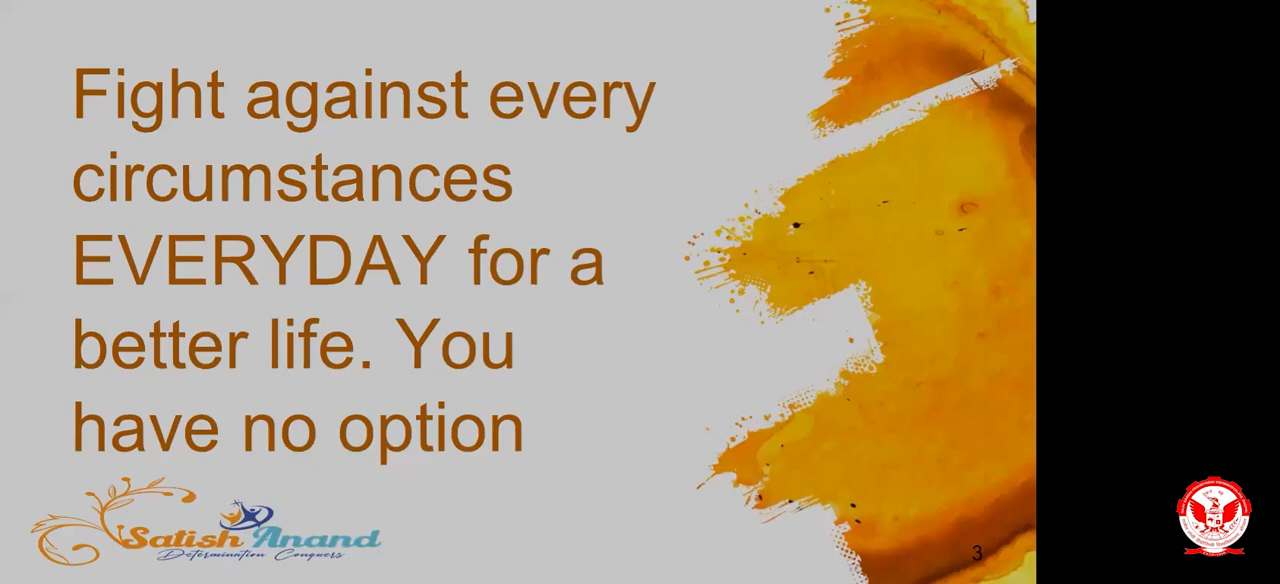 Fight against every
circumstances
EVERYDAY for a
better life. You
have no option
Satish Anand
Determination Conquers
3